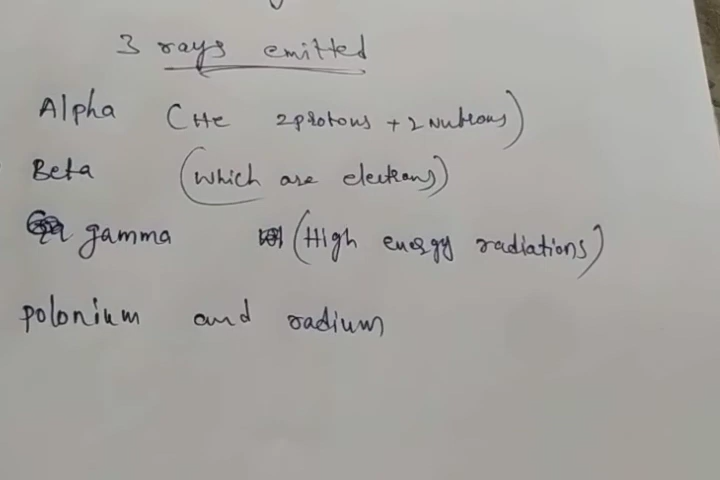 3 rays emitted
Alpha (He 2protons + 2 Nutrons)
Beta (which are electrons)
gamma (High energy radiations)
polonium and radium